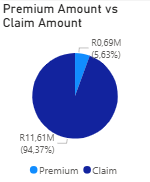 Premium Amount vs
Claim Amount
R0,69M
(5,63%)
R11,61M
(94,37%)
Premium Claim